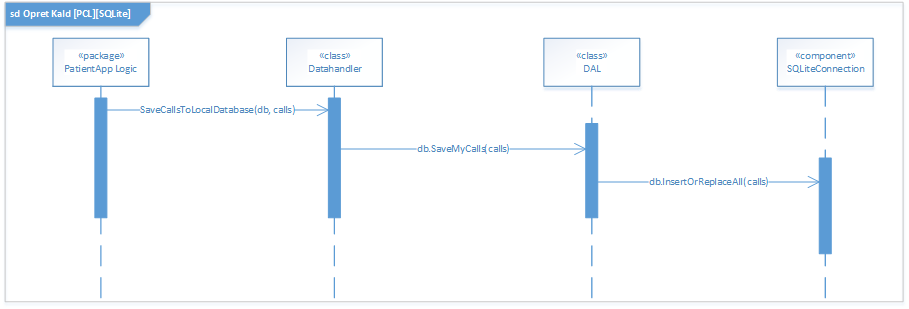 sd Opret Kald [PCL][SQLite]
«package»
PatientApp Logic
«class»
Datahandler
«class»
DAL
«component»
SQLiteConnection
SaveCallsToLocalDatabase(db, calls)
db.SaveMyCalls(calls)
db.InsertOrReplaceAll(calls)